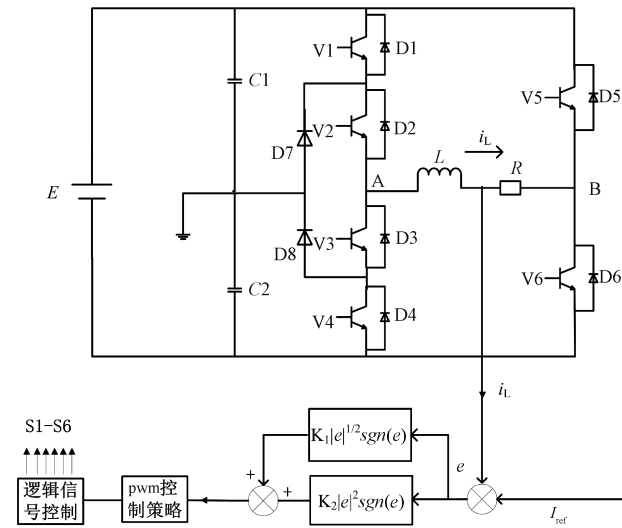 V1
D1
C1
V2
D2
D7
V5
D5
i_L
E
A
L
R
B
D8
V3
D3
C2
V4
D4
V6
D6
i_L
S1-S6
K₁|e|^{1/2}sgn(e)
e
+
逻辑信
号控制
pwm控
制策略
+
K₂|e|²sgn(e)
I_ref